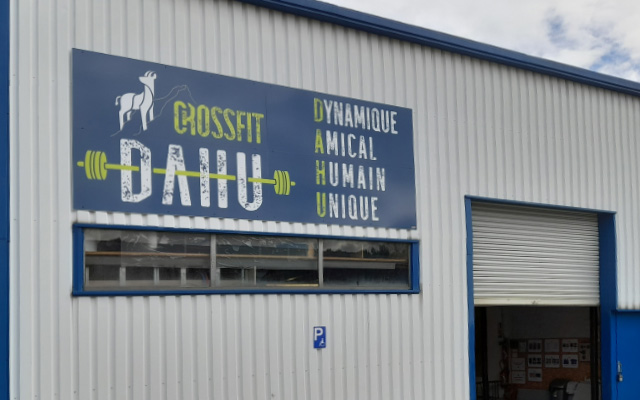 CROSSFIT
DAHU
DYNAMIQUE
AMICAL
HUMAIN
UNIQUE
P